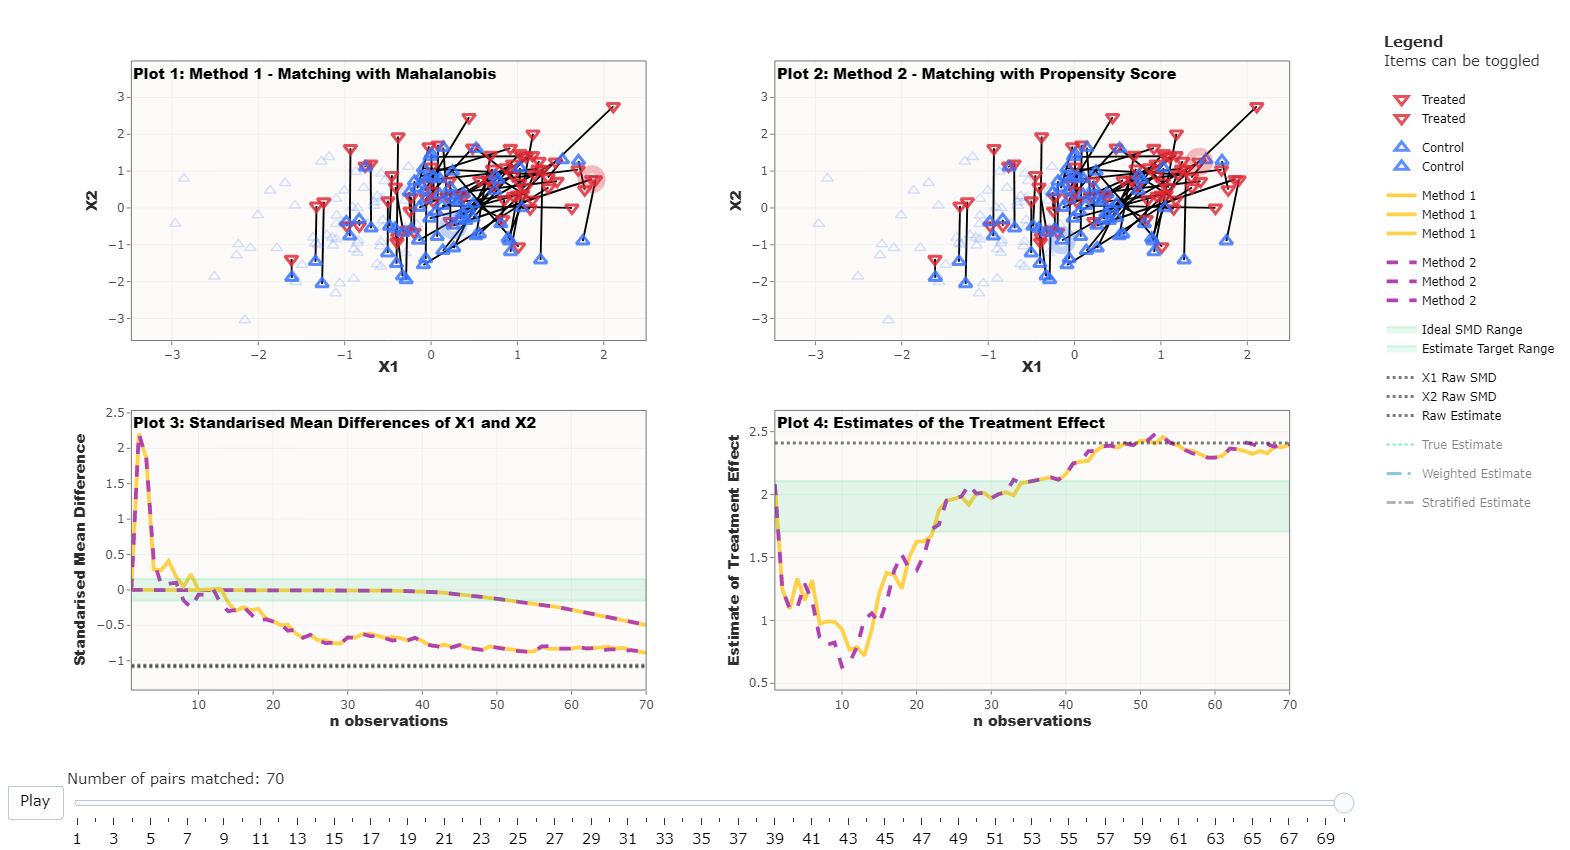 Plot 1: Method 1 - Matching with Mahalanobis
3
2
1
0
−1
−2
−3
X2
−3
−2
−1
0
1
2
X1
Plot 2: Method 2 - Matching with Propensity Score
3
2
1
0
−1
−2
−3
X2
−3
−2
−1
0
1
2
X1
Legend
Items can be toggled
Treated
Treated
Control
Control
Method 1
Method 1
Method 1
Method 2
Method 2
Method 2
Ideal SMD Range
Estimate Target Range
X1 Raw SMD
X2 Raw SMD
Raw Estimate
True Estimate
Weighted Estimate
Stratified Estimate
Plot 3: Standarised Mean Differences of X1 and X2
2.5
2
1.5
1
0.5
0
−0.5
−1
Standarised Mean Difference
10
20
30
40
50
60
70
n observations
Plot 4: Estimates of the Treatment Effect
2.5
2
1.5
1
0.5
Estimate of Treatment Effect
10
20
30
40
50
60
70
n observations
Number of pairs matched: 70
Play
1 3 5 7 9 11 13 15 17 19 21 23 25 27 29 31 33 35 37 39 41 43 45 47 49 51 53 55 57 59 61 63 65 67 69